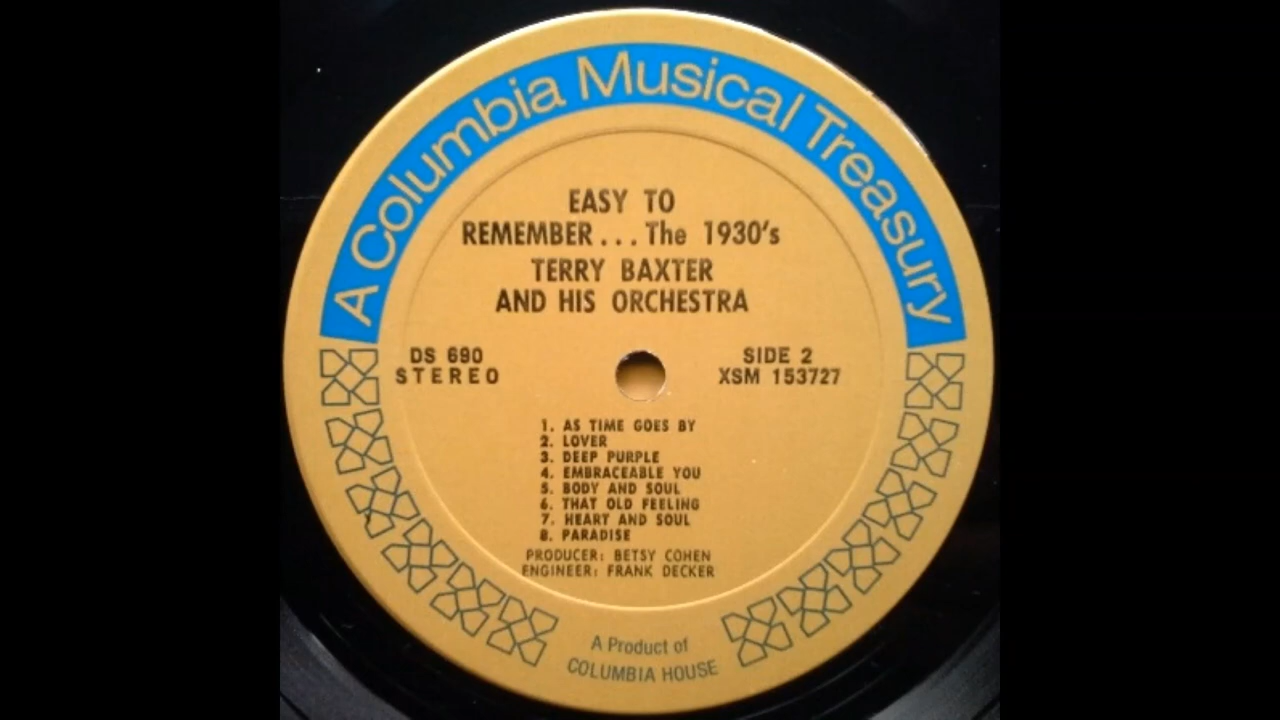 A Columbia Musical Treasury
EASY TO
REMEMBER... The 1930's
TERRY BAXTER
AND HIS ORCHESTRA
DS 690
STEREO
SIDE 2
XSM 153727
1. AS TIME GOES BY
2. LOVER
3. DEEP PURPLE
4. EMBRACEABLE YOU
5. BODY AND SOUL
6. THAT OLD FEELING
7. HEART AND SOUL
8. PARADISE
PRODUCER: BETSY COHEN
ENGINEER: FRANK DECKER
A Product of
COLUMBIA HOUSE